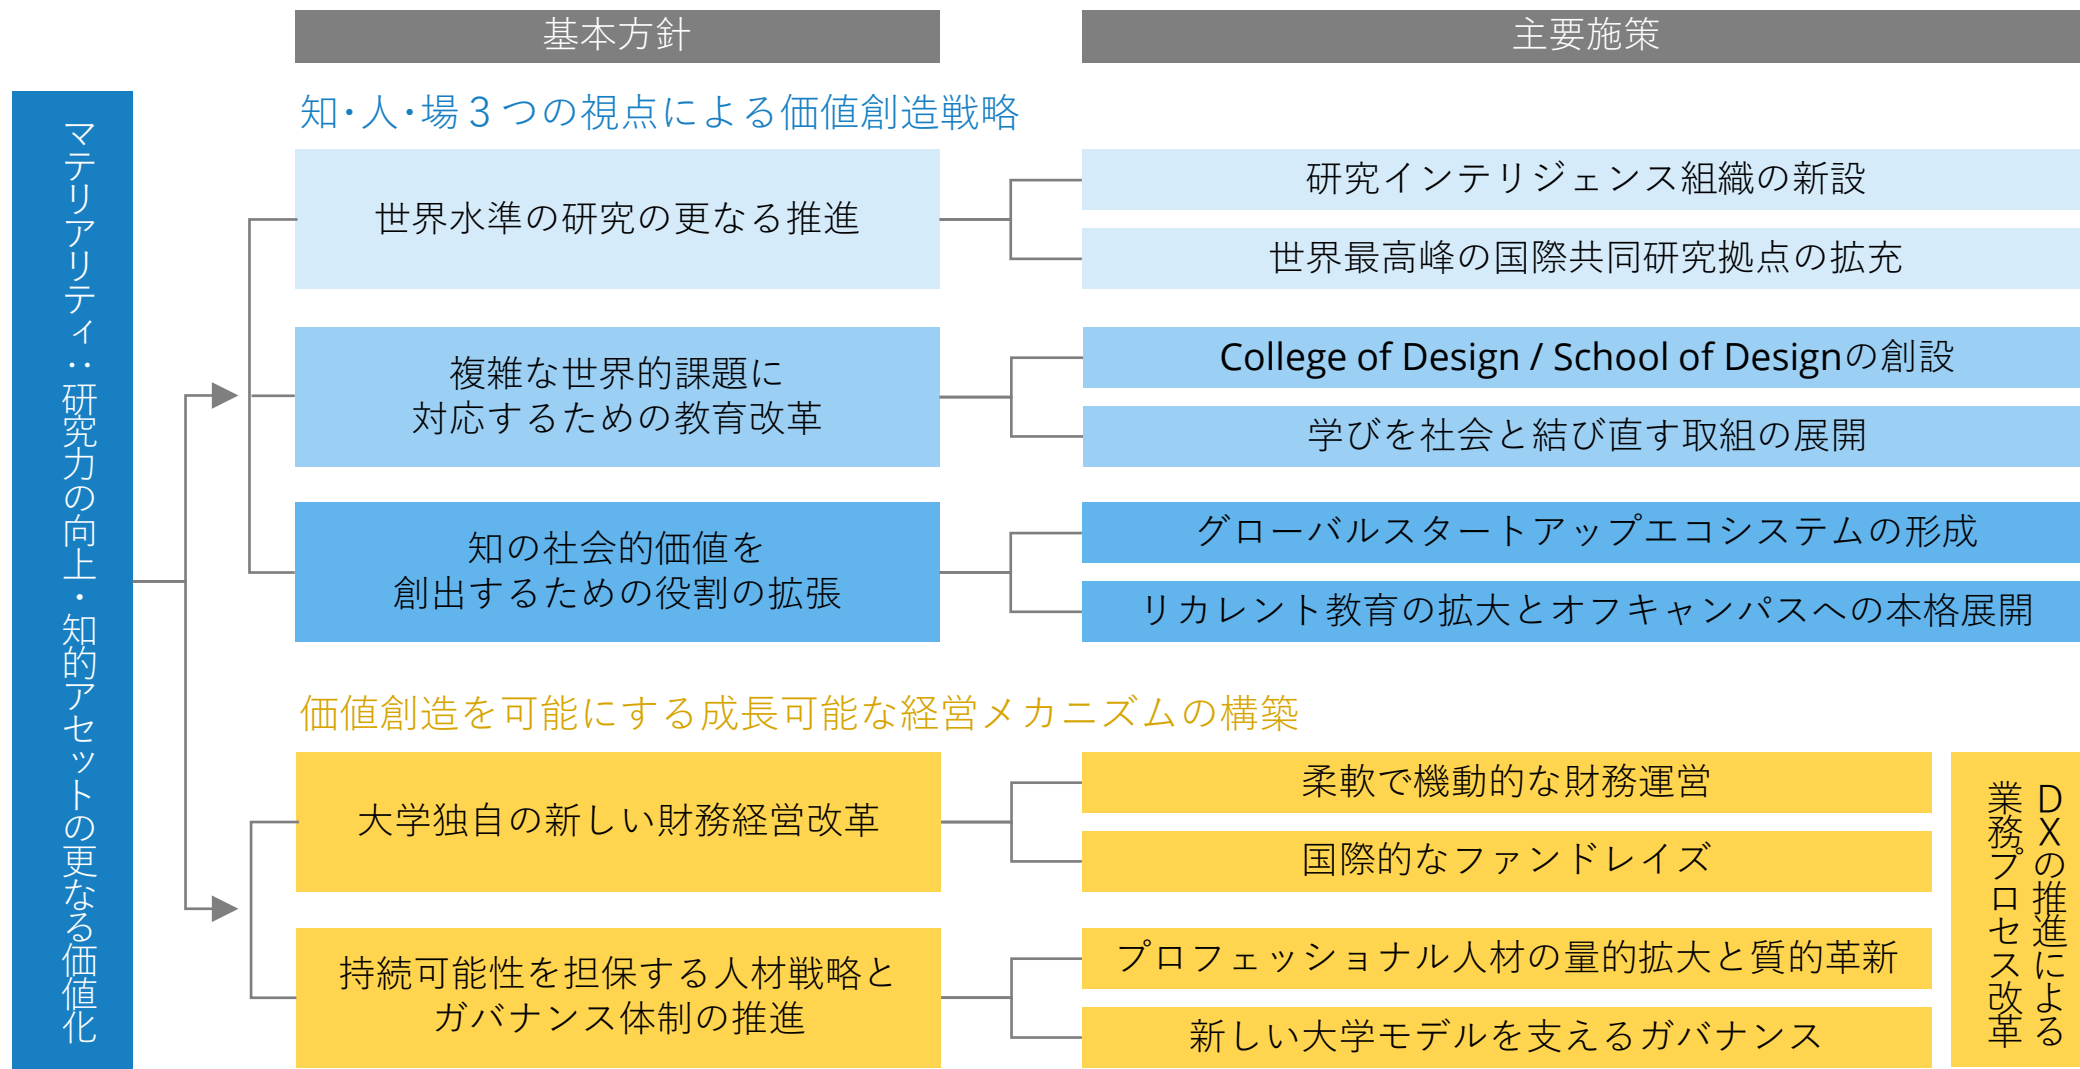 基本方針
主要施策
マテリアリティ：研究力の向上・知的アセットの更なる価値化
知・人・場３つの視点による価値創造戦略
世界水準の研究の更なる推進
研究インテリジェンス組織の新設
世界最高峰の国際共同研究拠点の拡充
複雑な世界的課題に
対応するための教育改革
College of Design / School of Designの創設
学びを社会と結び直す取組の展開
知の社会的価値を
創出するための役割の拡張
グローバルスタートアップエコシステムの形成
リカレント教育の拡大とオフキャンパスへの本格展開
価値創造を可能にする成長可能な経営メカニズムの構築
大学独自の新しい財務経営改革
柔軟で機動的な財務運営
国際的なファンドレイズ
持続可能性を担保する人材戦略と
ガバナンス体制の推進
プロフェッショナル人材の量的拡大と質的革新
新しい大学モデルを支えるガバナンス
DXの推進による
業務プロセス改革